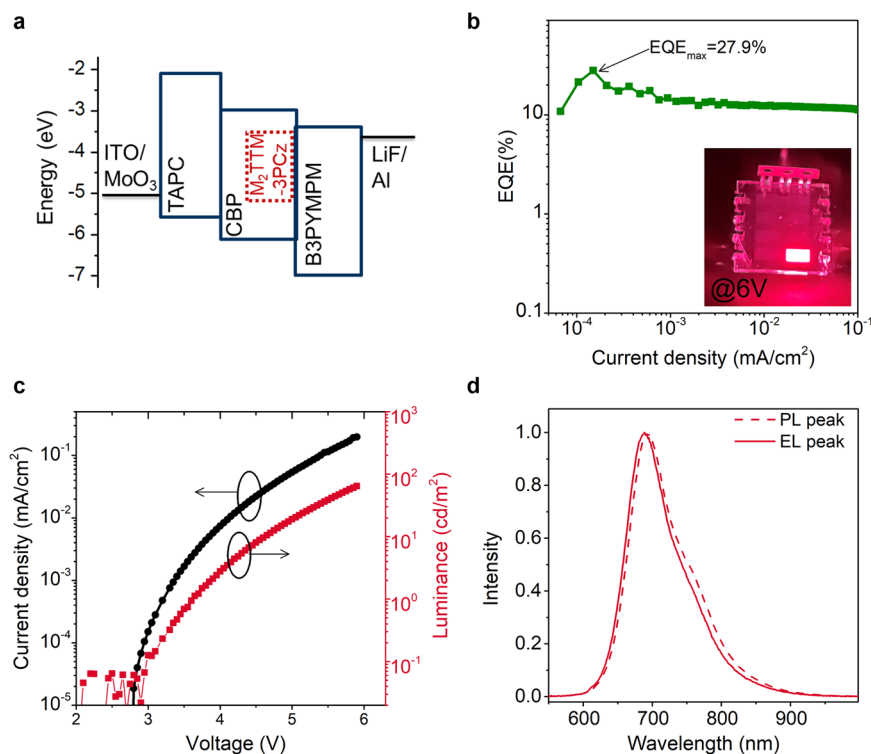 a
Energy (eV)
-2
-3
-4
-5
-6
-7
ITO/
MoO₃
TAPC
CBP
M₂TTM
-3PCz
B3PYMPM
LiF/
Al
b
EQE(%)
10
1
0.1
EQEmax=27.9%
@6V
10⁻⁴
10⁻³
10⁻²
10⁻¹
Current density (mA/cm²)
c
Current density (mA/cm²)
10⁻¹
10⁻²
10⁻³
10⁻⁴
10⁻⁵
10³
10²
10¹
10⁰
10⁻¹
Luminance (cd/m²)
2
3
4
5
6
Voltage (V)
d
Intensity
1.0
0.8
0.6
0.4
0.2
0.0
PL peak
EL peak
600
700
800
900
Wavelength (nm)